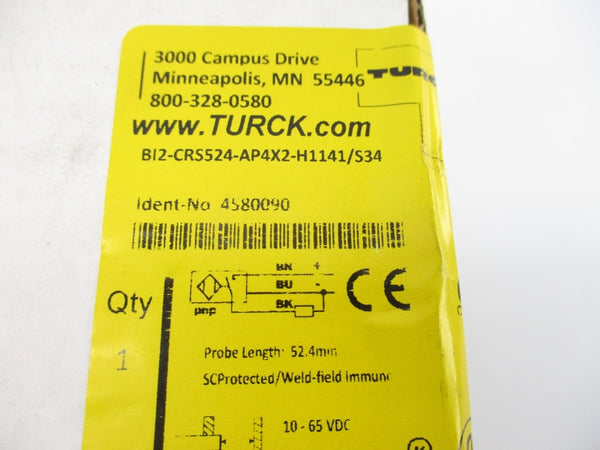 3000 Campus Drive
Minneapolis, MN 55446
800-328-0580
TURC
www.TURCK.com
BI2-CRS524-AP4X2-H1141/S34
Ident-No 4580090
BN +
BU -
BK
pnp
CE
Qty
1
Probe Length: 52.4mm
SCProtected/Weld-field Immune
10 - 65 VDC